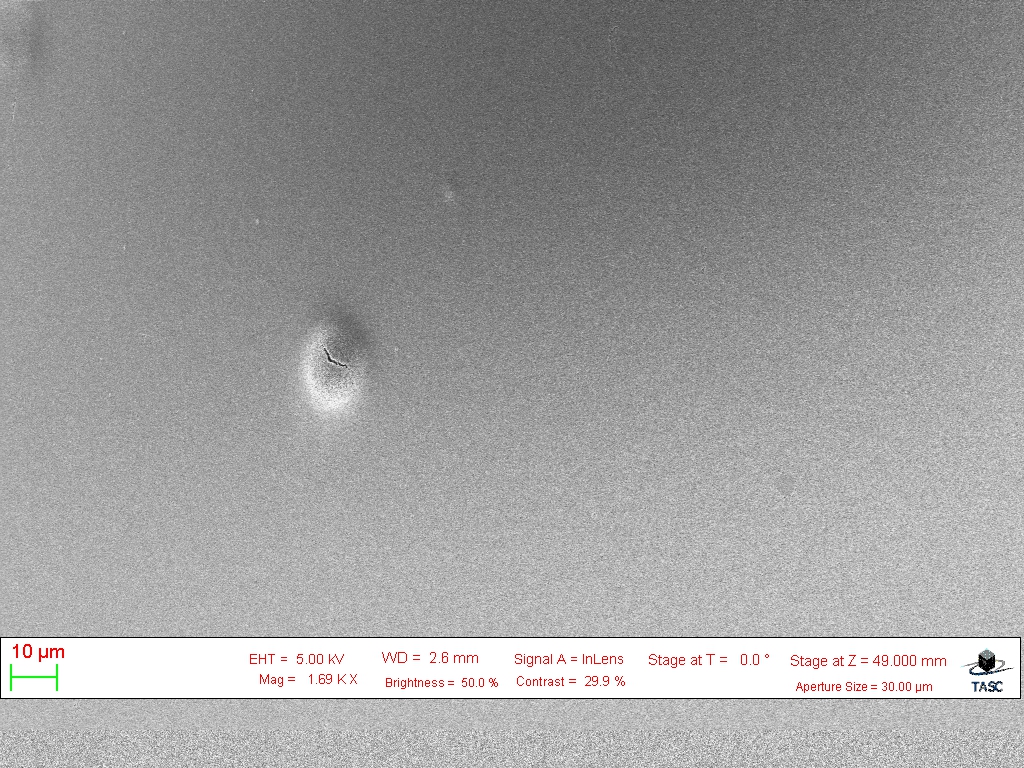 10 µm
EHT = 5.00 kV WD = 2.6 mm Signal A = InLens Stage at T = 0.0 ° Stage at Z = 49.000 mm
Mag = 1.69 K X Brightness = 50.0 % Contrast = 29.9 % Aperture Size = 30.00 µm
TASC